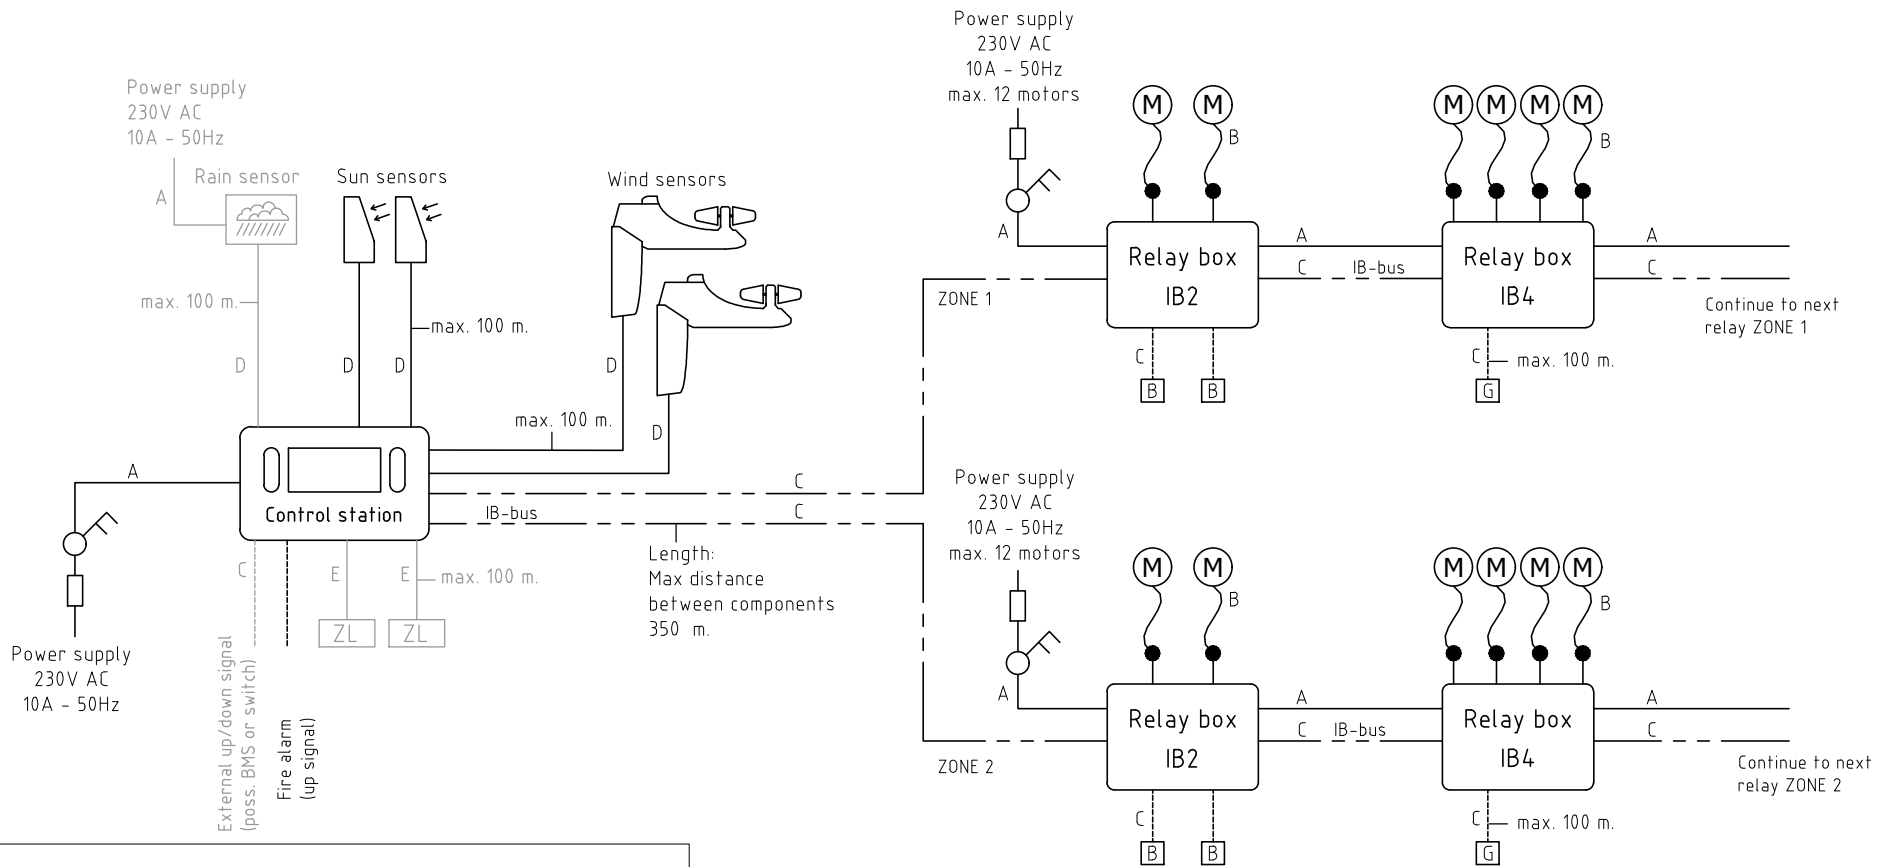 Power supply
230V AC
10A - 50Hz
A
Rain sensor
max. 100 m.
D
Sun sensors
max. 100 m.
D
D
Wind sensors
D
D
max. 100 m.
A
Power supply
230V AC
10A - 50Hz
Control station
C
External up/down signal
(poss. BMS or switch)
Fire alarm
(up signal)
E
E
max. 100 m.
ZL
ZL
C
IB-bus
C
Length:
Max distance
between components
350 m.
Power supply
230V AC
10A - 50Hz
max. 12 motors
A
M
M
B
M
M
M
M
B
ZONE 1
Relay box
IB2
A
C
IB-bus
Relay box
IB4
A
C
Continue to next
relay ZONE 1
C
B
B
C
max. 100 m.
G
Power supply
230V AC
10A - 50Hz
max. 12 motors
A
M
M
B
M
M
M
M
B
ZONE 2
Relay box
IB2
A
C
IB-bus
Relay box
IB4
A
C
Continue to next
relay ZONE 2
C
B
B
C
max. 100 m.
G